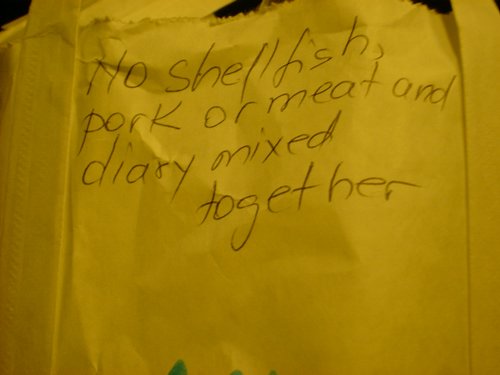 No shellfish,
pork or meat and
diary mixed
together